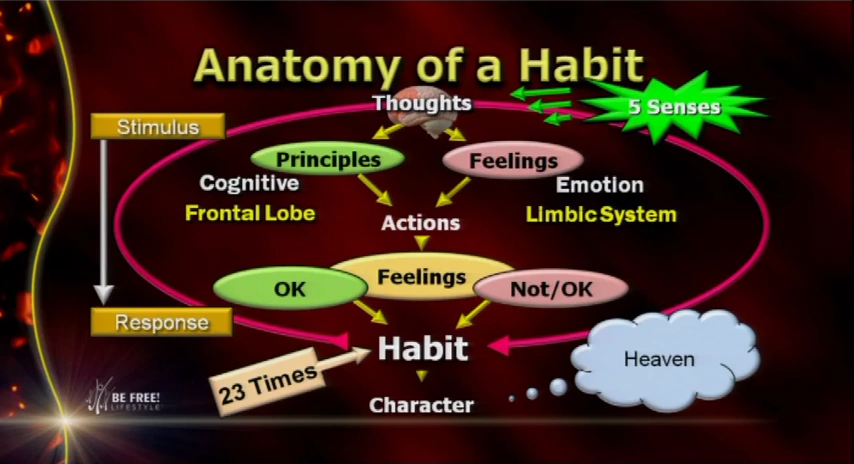 Anatomy of a Habit
Thoughts
5 Senses
Stimulus
Principles
Feelings
Cognitive
Emotion
Frontal Lobe
Limbic System
Actions
Feelings
OK
Not/OK
Response
Habit
Heaven
23 Times
Character
BE FREE!
LIFESTYLE